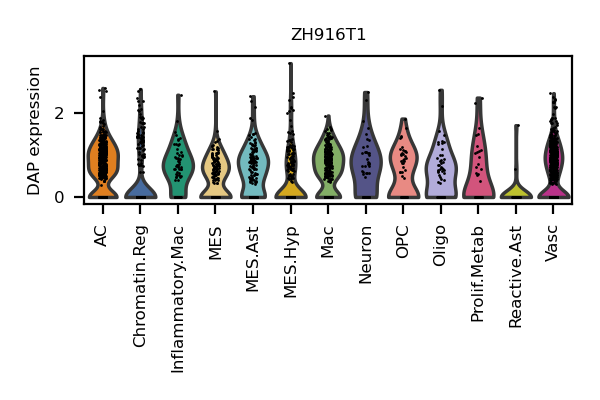 ZH916T1
DAP expression
2
0
AC
Chromatin.Reg
Inflammatory.Mac
MES
MES.Ast
MES.Hyp
Mac
Neuron
OPC
Oligo
Prolif.Metab
Reactive.Ast
Vasc